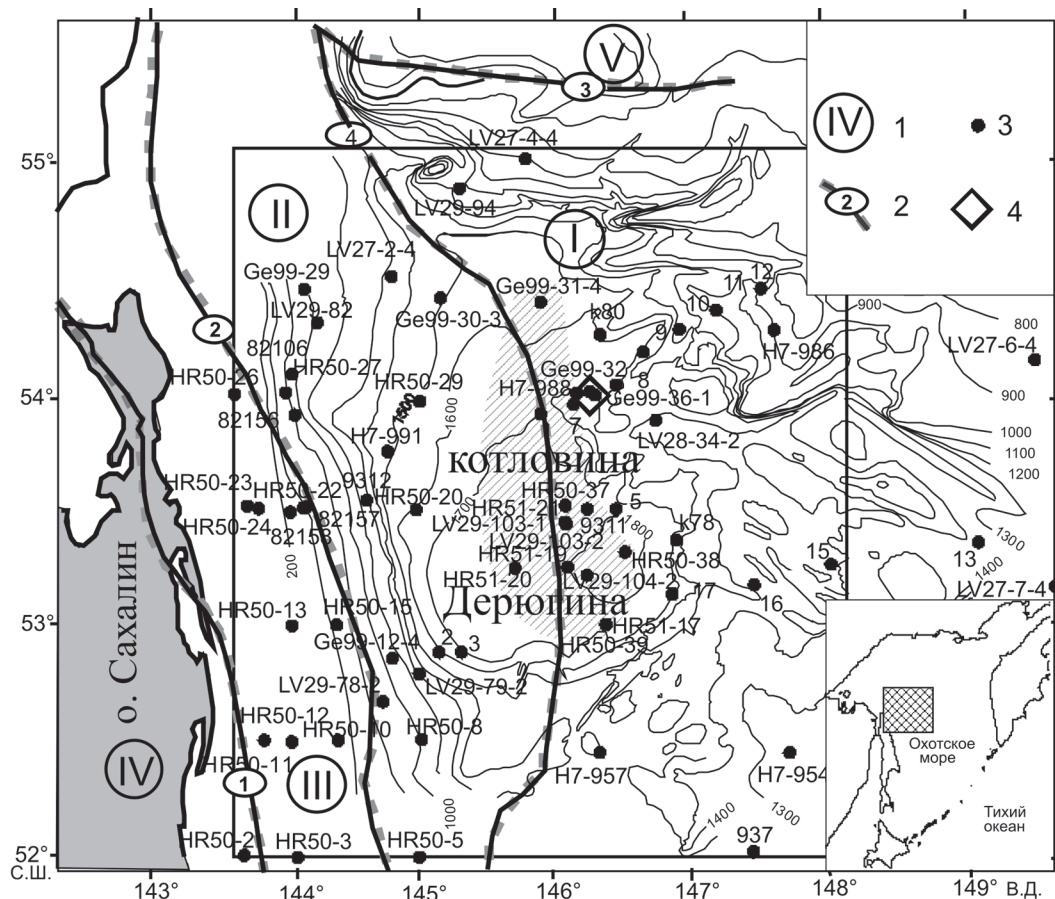 V
IV 1
3
3
4
55°
LV27-4-4
2 2
4
LV29-94
II
I
LV27-2-4
Ge99-29
Ge99-31-4
12
11
900
LV29-82
Ge99-30-3
k80
10
800
2
9
H7-986
LV27-6-4
82106
HR50-27
HR50-29
Ge99-32
HR50-26
H7-988
8
54°
1500
1600
Ge99-36-1
900
82156
7
H7-991
LV28-34-2
1000
1100
котловина
1200
HR50-23
HR50-22
9312
HR50-20
HR50-37
5
1700
HR51-21
HR50-24
82157
LV29-103-1
9311
800
k78
82158
LV29-103-2
1300
HR51-19
HR50-38
15
13
200
HR51-20
LV29-104-2
1400
17
16
LV27-7-4
Дерюгина
HR50-13
HR50-15
HR51-17
53°
Ge99-12-4
2
3
HR50-39
LV29-79-2
LV29-78-2
о. Сахалин
HR50-12
HR50-10
HR50-8
HR50-11
IV
1
III
H7-957
H7-954
Охотское
море
1000
1400
1300
Тихий
океан
HR50-2
HR50-3
HR50-5
937
52°
С.Ш.
143°
144°
145°
146°
147°
148°
149°
В.Д.